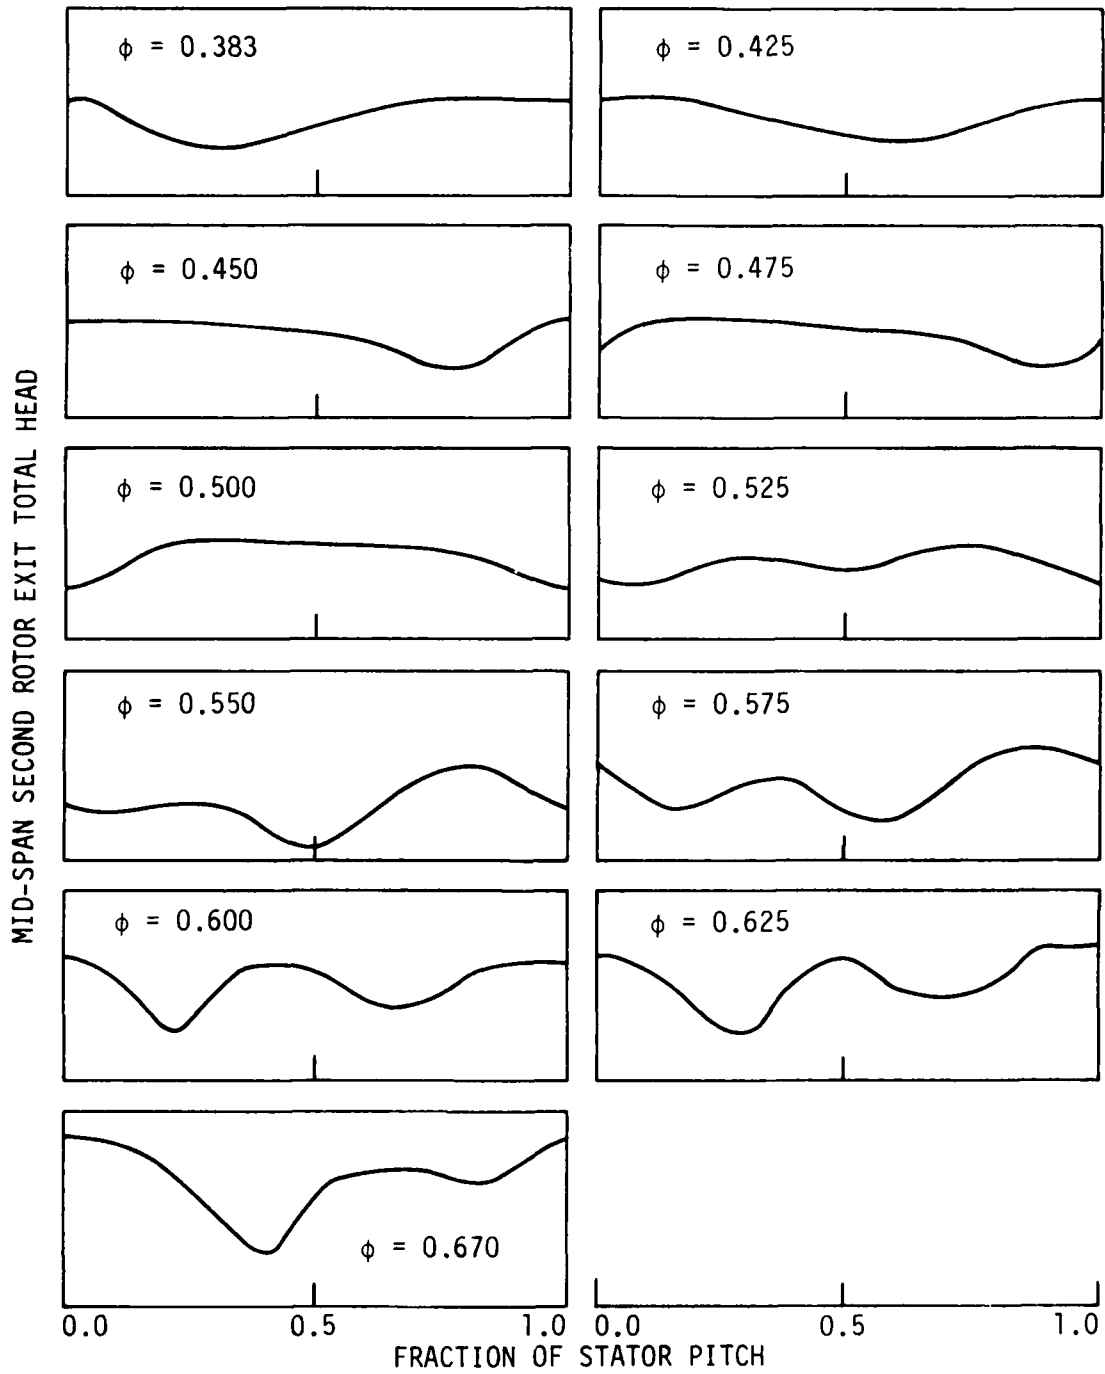 ϕ = 0.383
ϕ = 0.425
ϕ = 0.450
ϕ = 0.475
ϕ = 0.500
ϕ = 0.525
ϕ = 0.550
ϕ = 0.575
ϕ = 0.600
ϕ = 0.625
ϕ = 0.670
MID-SPAN SECOND ROTOR EXIT TOTAL HEAD
0.0 0.5 1.0 0.0 0.5 1.0
FRACTION OF STATOR PITCH